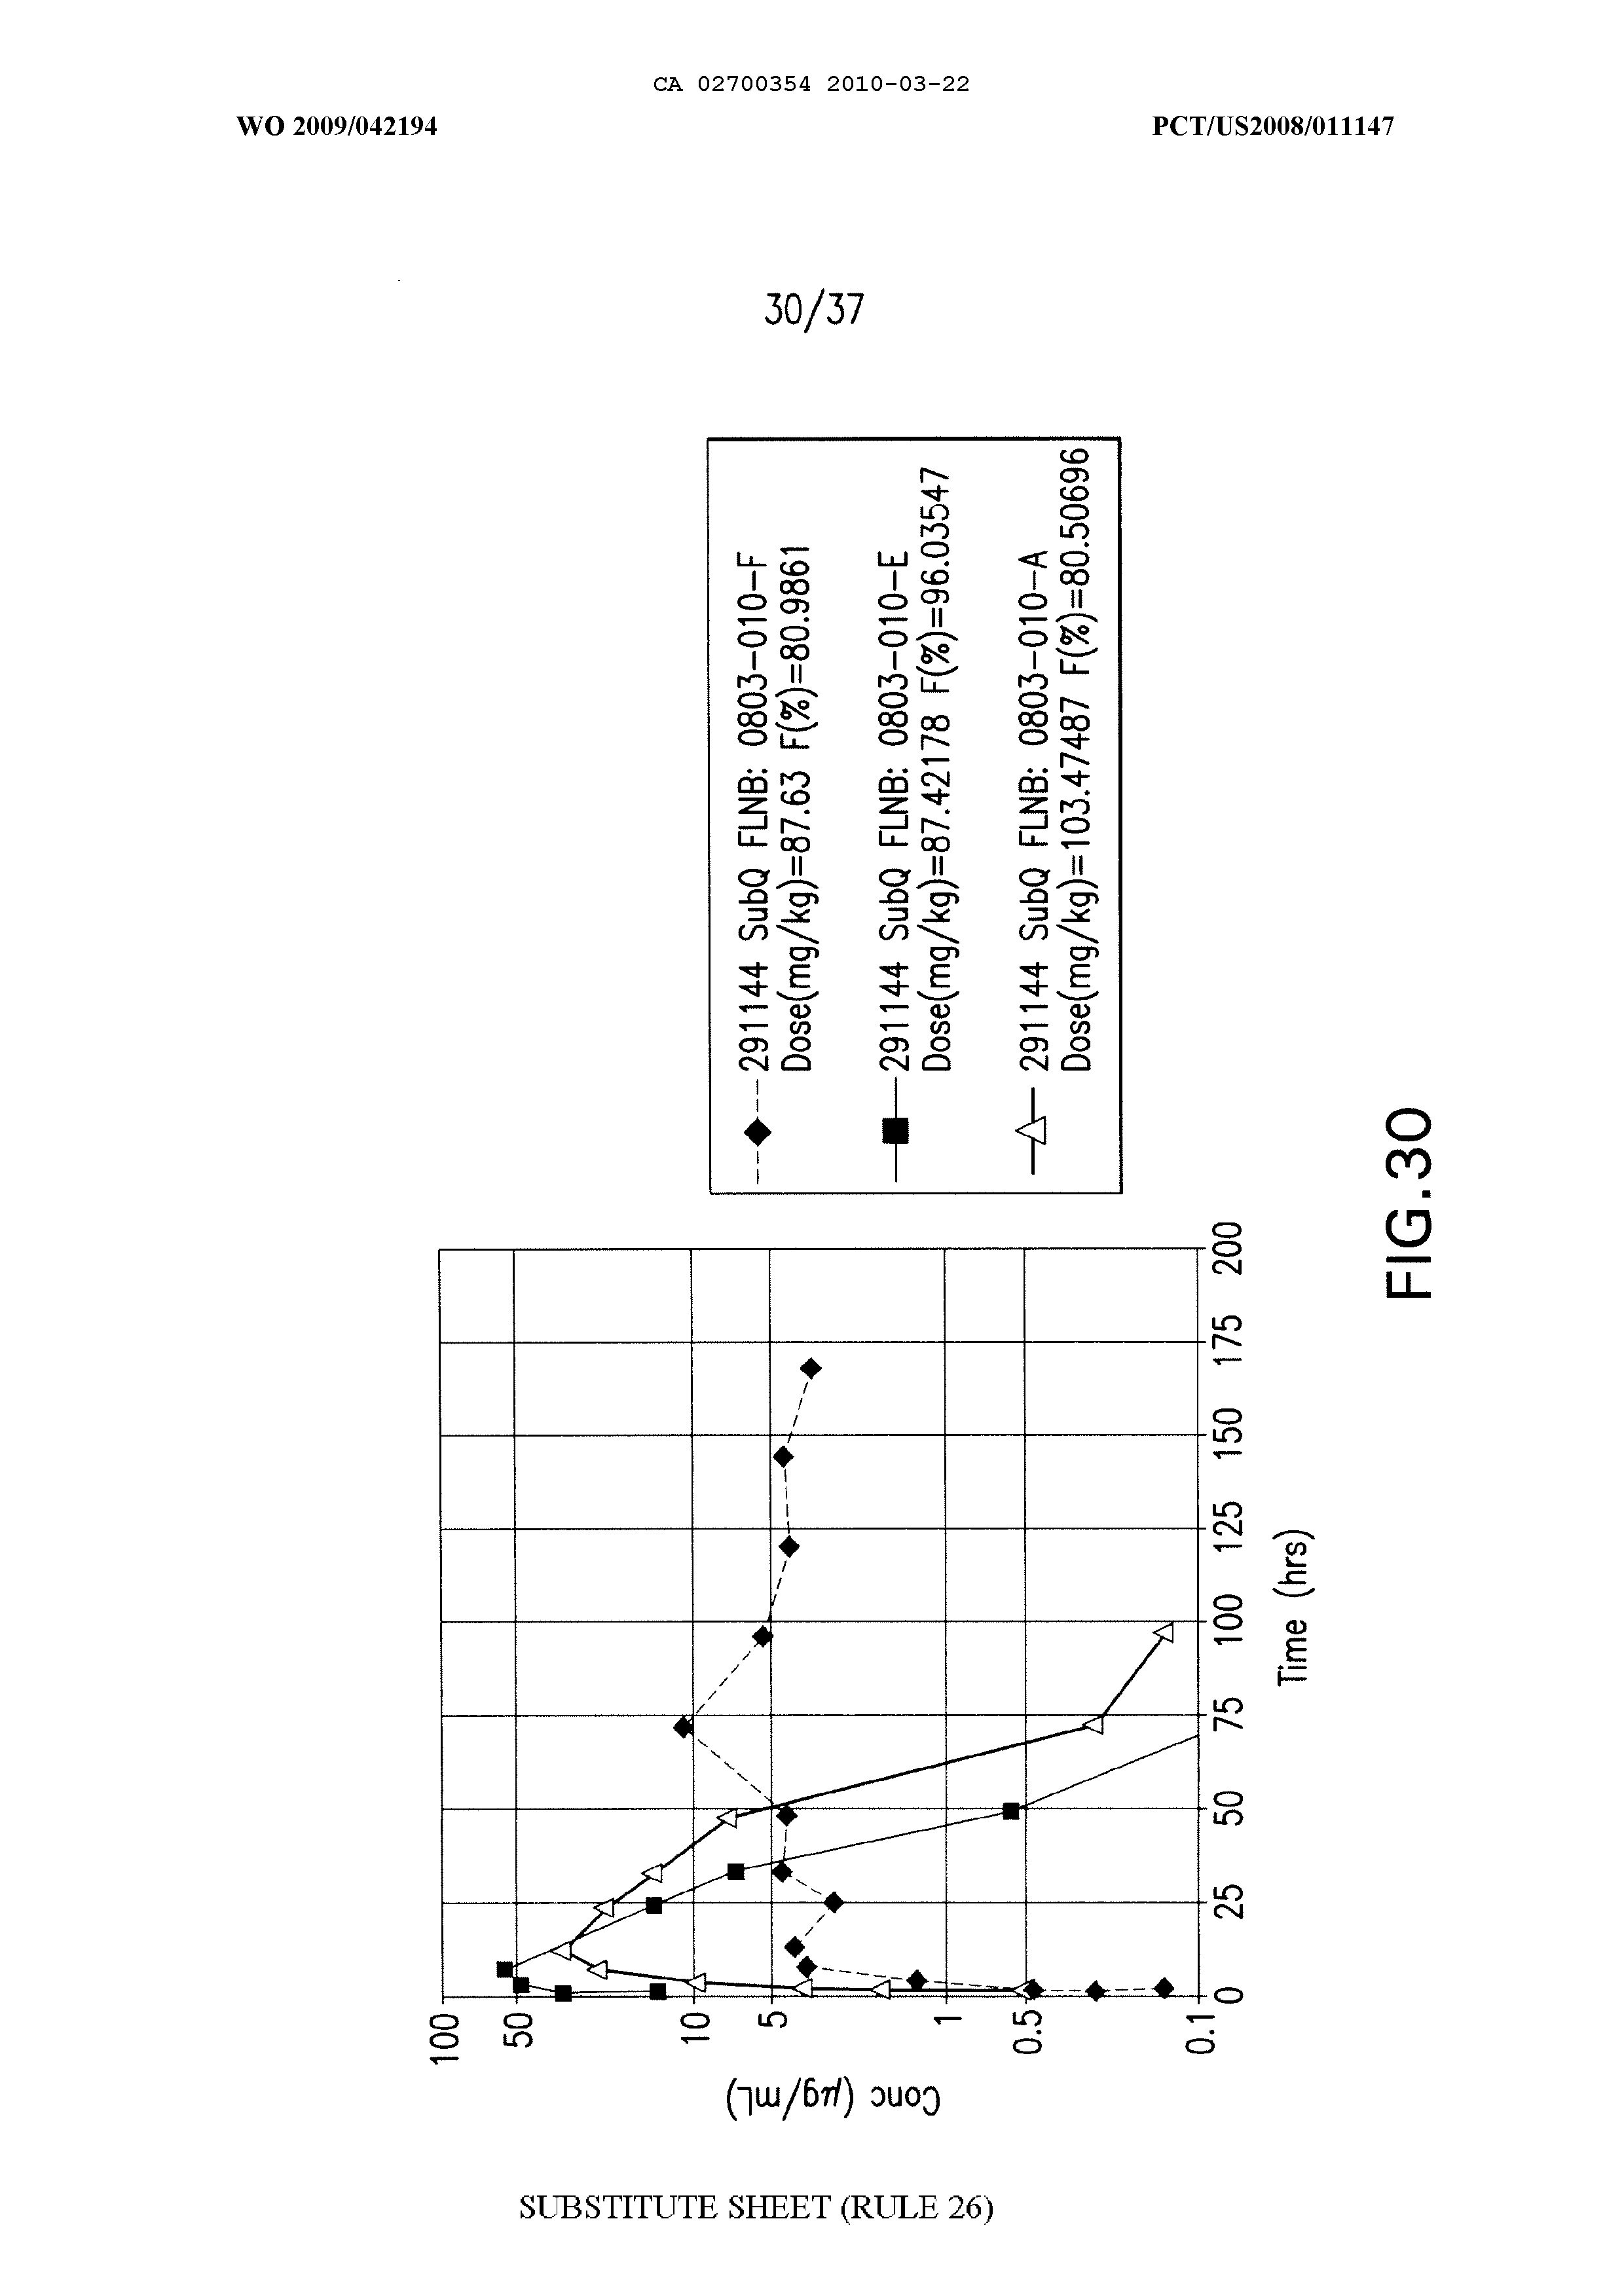 CA 02700354 2010-03-22
WO 2009/042194
PCT/US2008/011147
30/37
Conc (µg/mL)
100
50
10
5
1
0.5
0.1
0
25
50
75
100
125
150
175
200
Time (hrs)
291144 SubQ FLNB: 0803-010-F
Dose(mg/kg)=87.63 F(%)=80.9861
291144 SubQ FLNB: 0803-010-E
Dose(mg/kg)=87.42178 F(%)=96.03547
291144 SubQ FLNB: 0803-010-A
Dose(mg/kg)=103.47487 F(%)=80.50696
FIG.30
SUBSTITUTE SHEET (RULE 26)